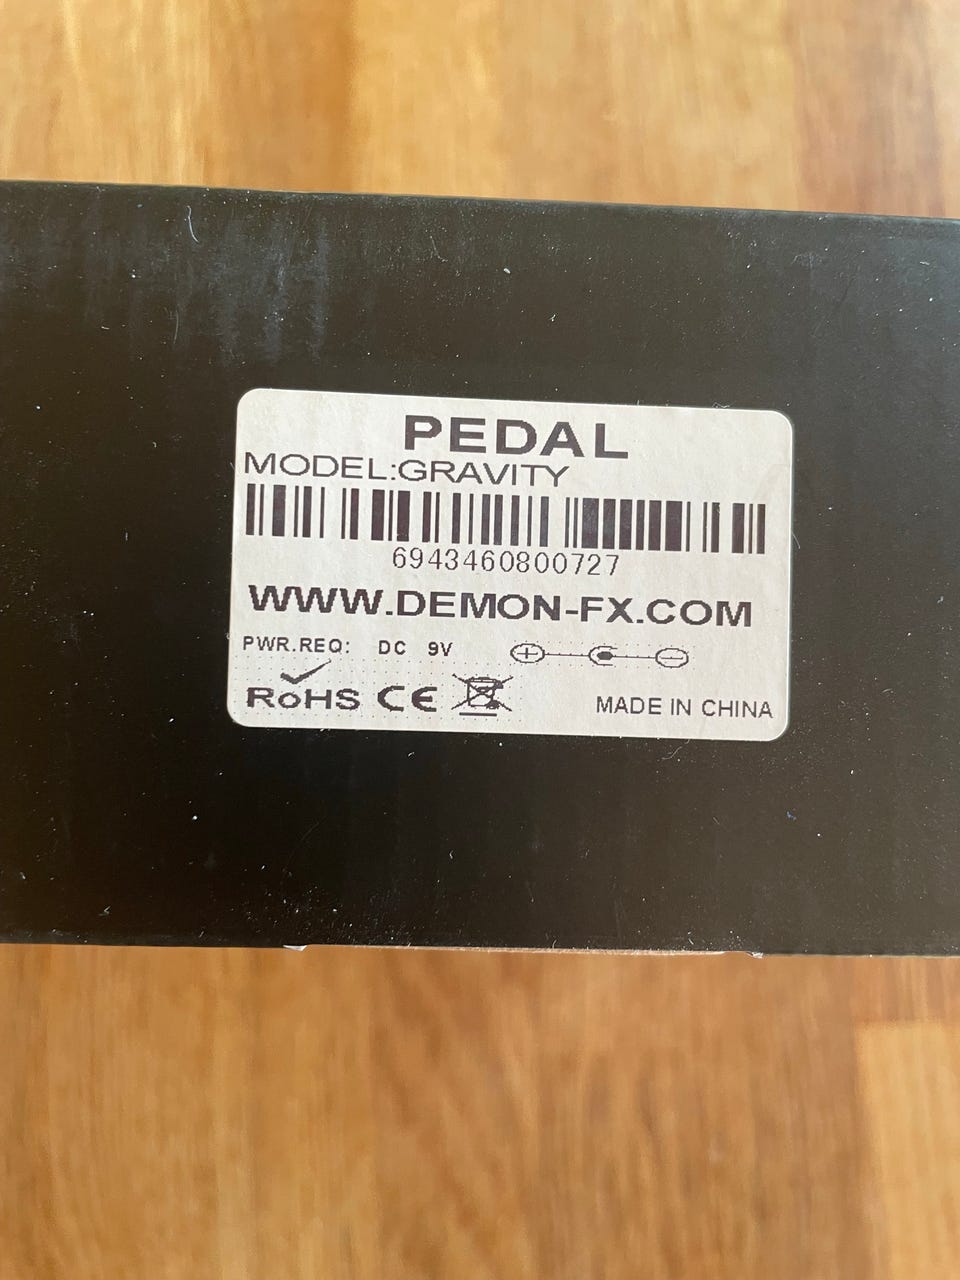 PEDAL
MODEL:GRAVITY
6943460800727
WWW.DEMON-FX.COM
PWR.REQ: DC 9V
RoHS CE
MADE IN CHINA